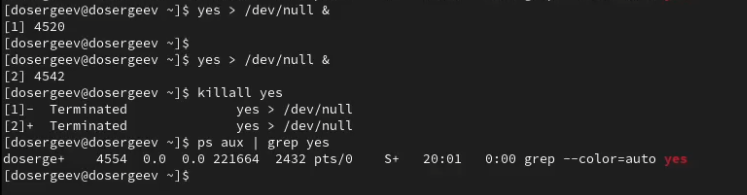 [dosergeev@dosergeev ~]$ yes > /dev/null &
[1] 4520
[dosergeev@dosergeev ~]$
[dosergeev@dosergeev ~]$ yes > /dev/null &
[2] 4542
[dosergeev@dosergeev ~]$ killall yes
[1]-  Terminated              yes > /dev/null
[2]+  Terminated              yes > /dev/null
[dosergeev@dosergeev ~]$ ps aux | grep yes
doserge+    4554  0.0  0.0 221664  2432 pts/0    S+   20:01   0:00 grep --color=auto yes
[dosergeev@dosergeev ~]$